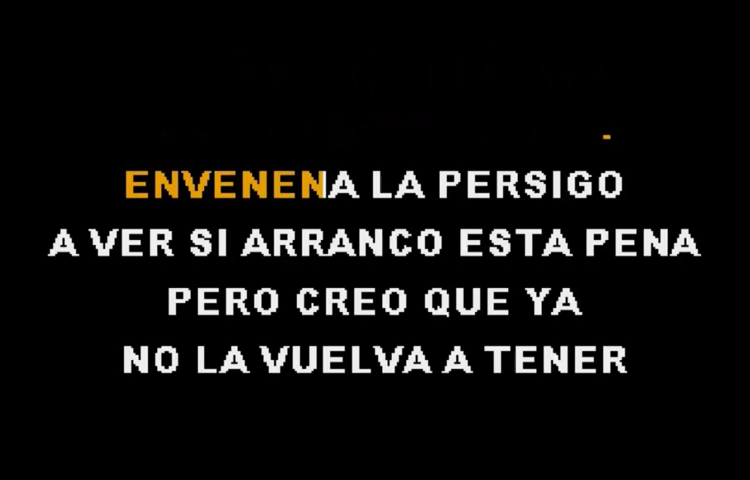 ENVENENA LA PERSIGO
A VER SI ARRANCO ESTA PENA
PERO CREO QUE YA
NO LA VUELVA A TENER